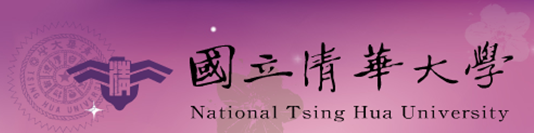 國立清華大學
National Tsing Hua University